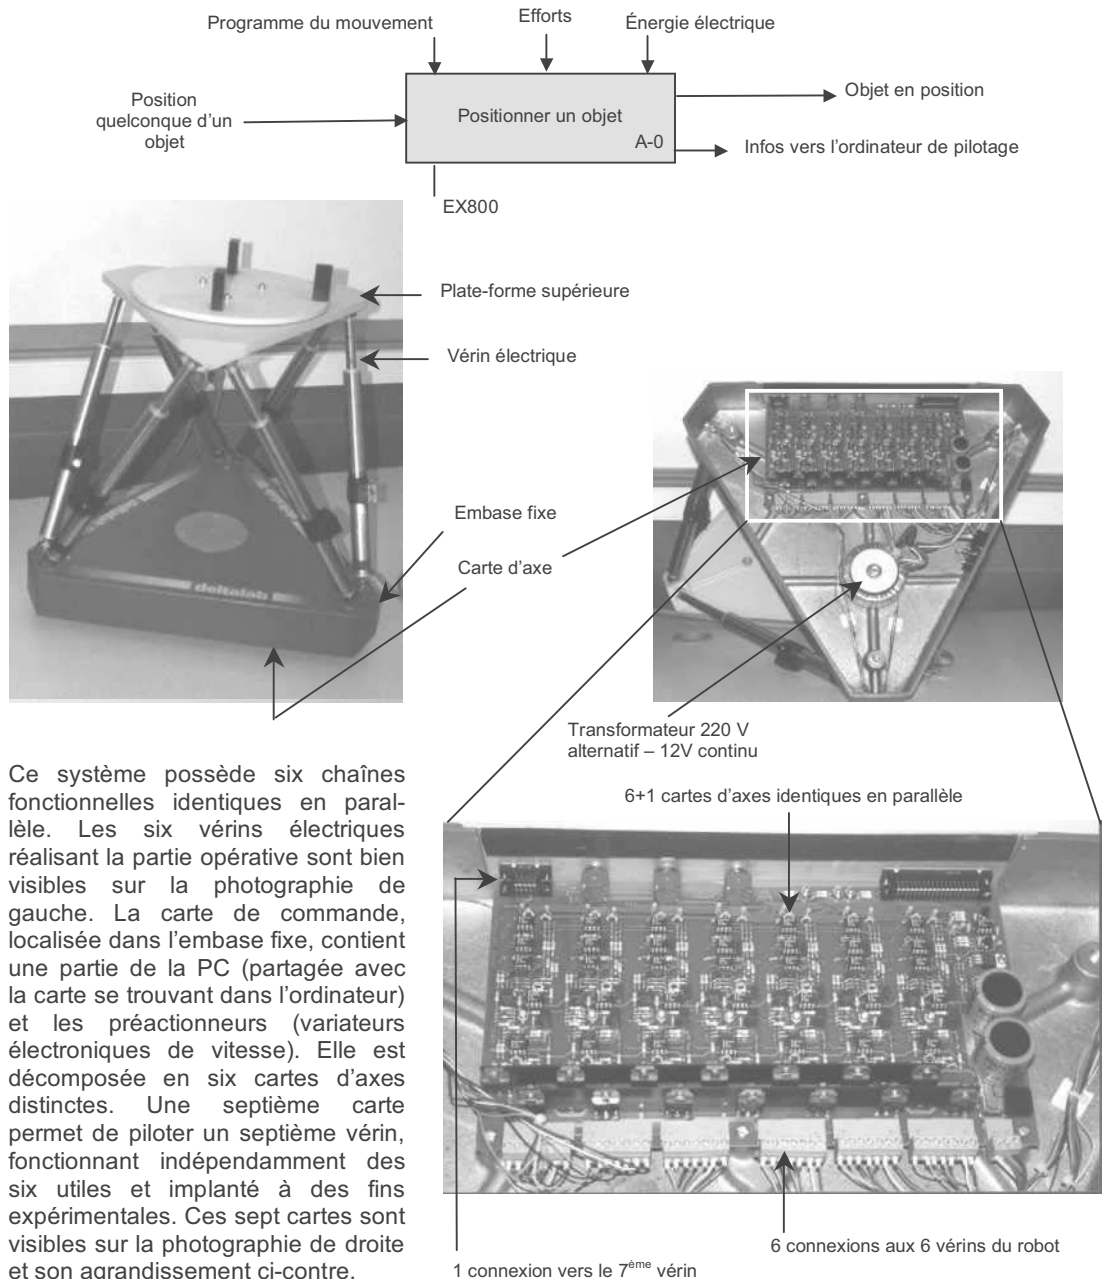 Programme du mouvement
Efforts
Énergie électrique
Position
quelconque d'un
objet
Positionner un objet
A-0
Objet en position
Infos vers l'ordinateur de pilotage
EX800
Plate-forme supérieure
Vérin électrique
Embase fixe
Carte d'axe
deltalab
Transformateur 220 V
alternatif – 12V continu
6+1 cartes d'axes identiques en parallèle
Ce système possède six chaînes
fonctionnelles identiques en paral-
lèle. Les six vérins électriques
réalisant la partie opérative sont bien
visibles sur la photographie de
gauche. La carte de commande,
localisée dans l'embase fixe, contient
une partie de la PC (partagée avec
la carte se trouvant dans l'ordinateur)
et les préactionneurs (variateurs
électroniques de vitesse). Elle est
décomposée en six cartes d'axes
distinctes. Une septième carte
permet de piloter un septième vérin,
fonctionnant indépendamment des
six utiles et implanté à des fins
expérimentales. Ces sept cartes sont
visibles sur la photographie de droite
et son agrandissement ci-contre.
6 connexions aux 6 vérins du robot
1 connexion vers le 7ème vérin